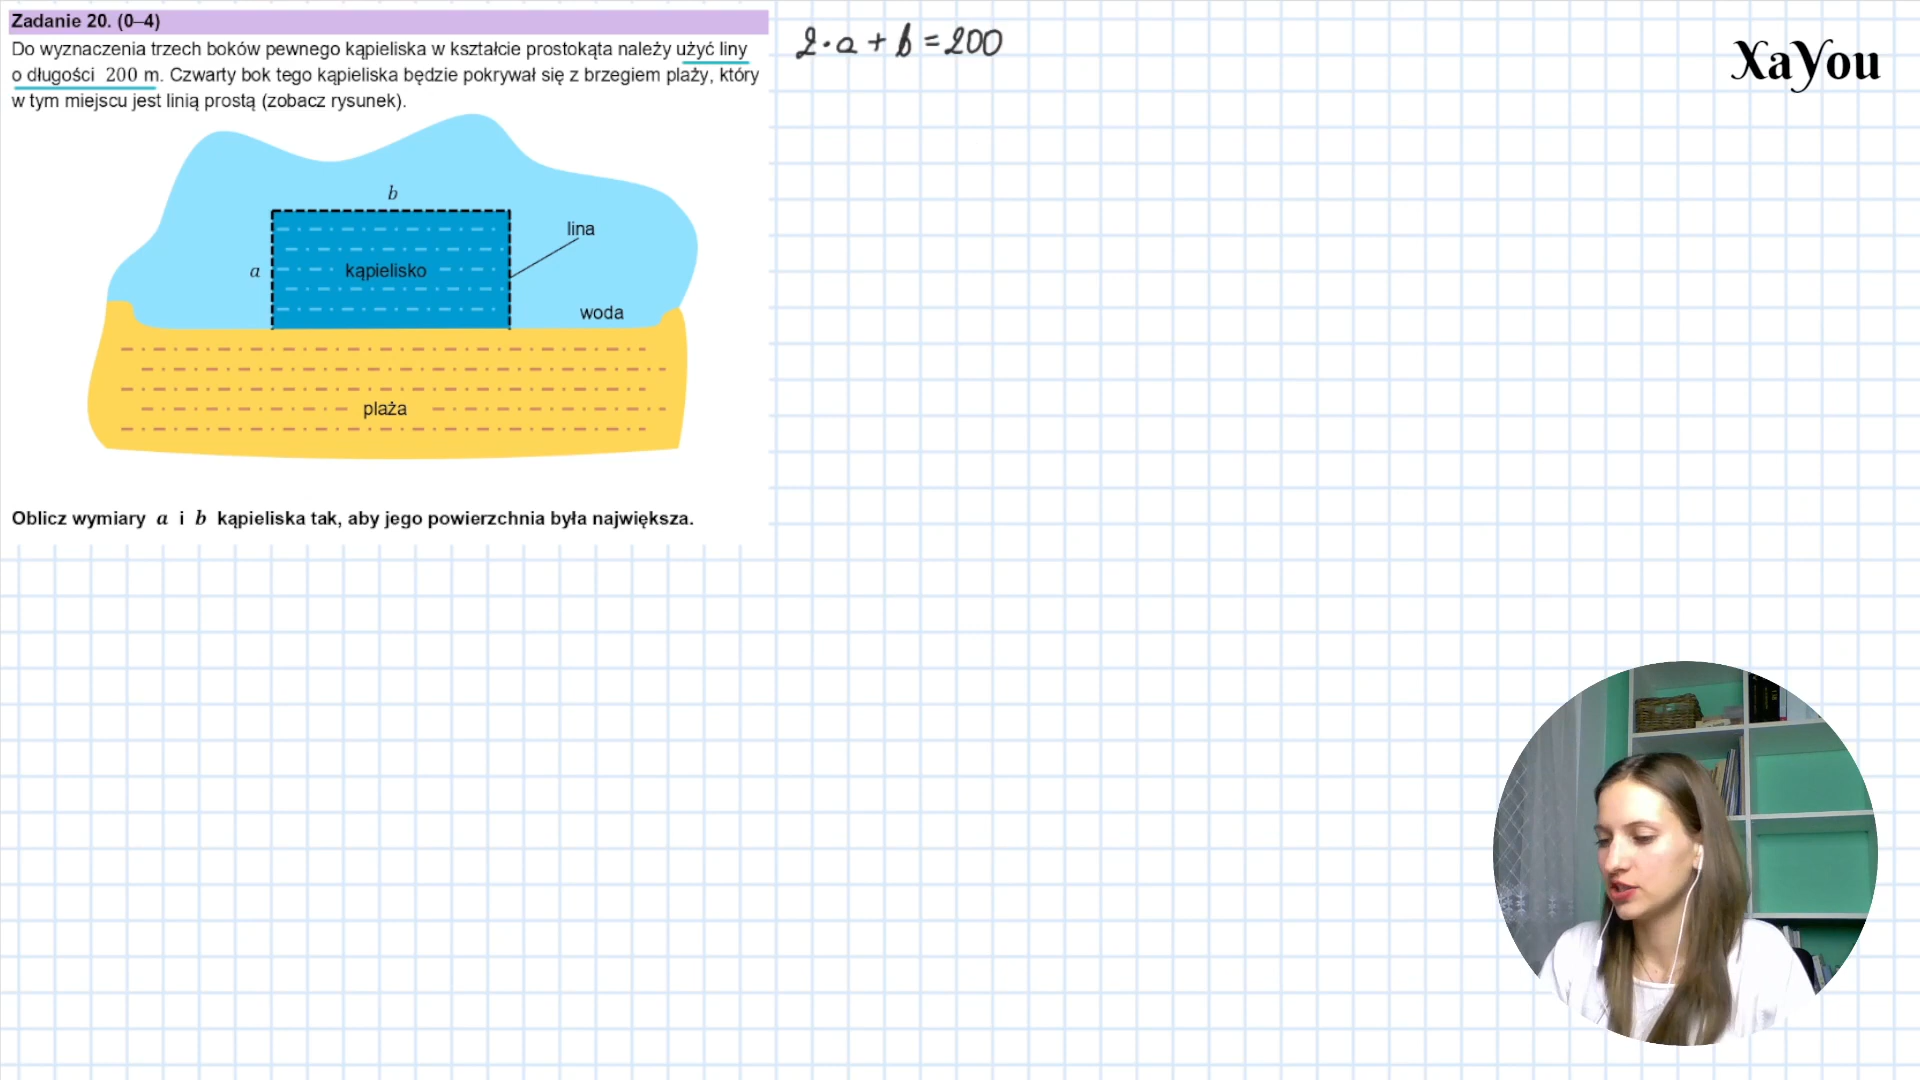 Zadanie 20. (0–4)
Do wyznaczenia trzech boków pewnego kąpieliska w kształcie prostokąta należy użyć liny
o długości 200 m. Czwarty bok tego kąpieliska będzie pokrywał się z brzegiem plaży, który
w tym miejscu jest linią prostą (zobacz rysunek).
b
lina
a
kąpielisko
woda
plaża
Oblicz wymiary a i b kąpieliska tak, aby jego powierzchnia była największa.
2·a + b = 200
XaYou